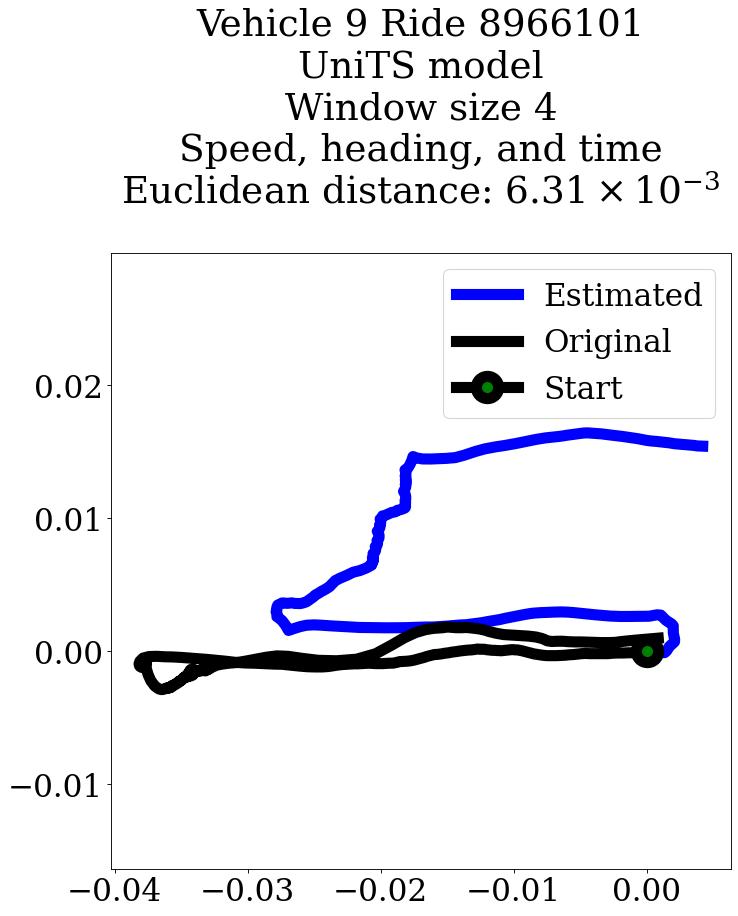 Vehicle 9 Ride 8966101
UniTS model
Window size 4
Speed, heading, and time
Euclidean distance: 6.31 × 10⁻³
Estimated
Original
Start
0.02
0.01
0.00
−0.01
−0.04 −0.03 −0.02 −0.01 0.00